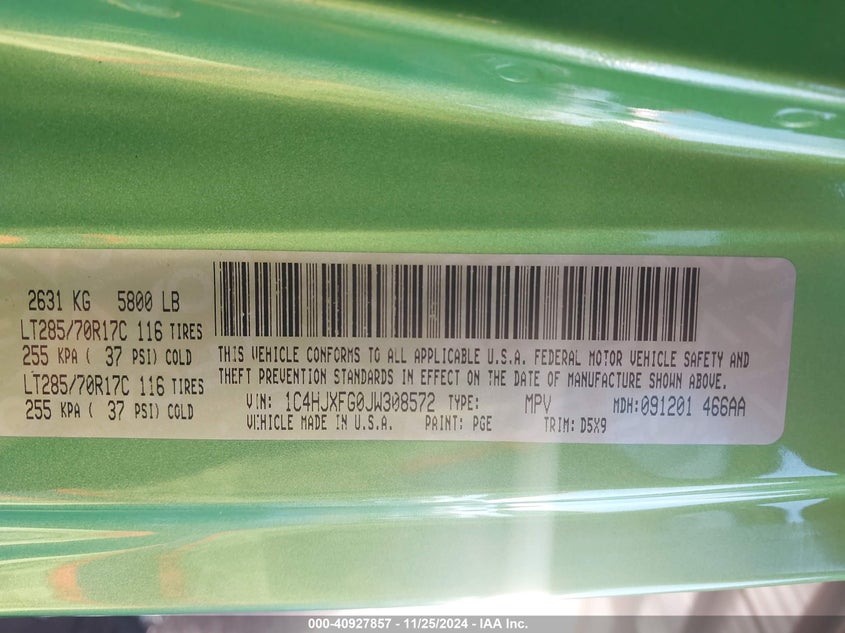 2631 KG 5800 LB
LT285/70R17C 116 TIRES
255 KPA ( 37 PSI) COLD
LT285/70R17C 116 TIRES
255 KPA ( 37 PSI) COLD
THIS VEHICLE CONFORMS TO ALL APPLICABLE U.S.A. FEDERAL MOTOR VEHICLE SAFETY AND
THEFT PREVENTION STANDARDS IN EFFECT ON THE DATE OF MANUFACTURE SHOWN ABOVE.
VIN: 1C4HJXFG0JW308572 TYPE: MPV MDH:091201 466AA
VEHICLE MADE IN U.S.A. PAINT: PGE TRIM: D5X9
000-40927857 - 11/25/2024 - IAA Inc.